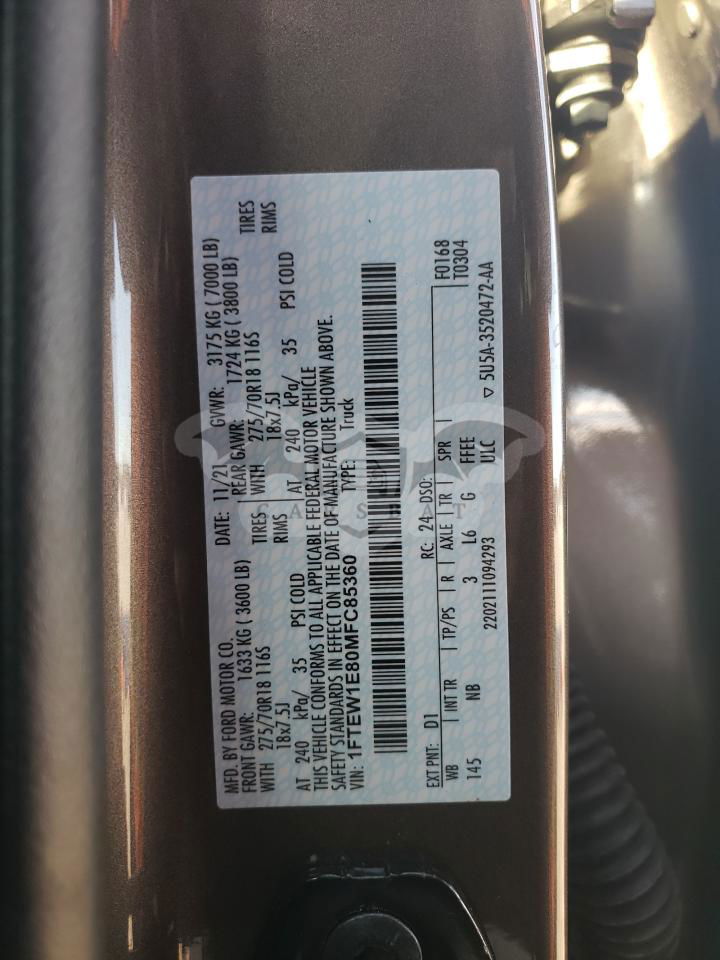 MFD. BY FORD MOTOR CO. DATE: 11/21 GVWR: 3175 KG ( 7000 LB)
FRONT GAWR: 1633 KG ( 3600 LB) REAR GAWR: 1724 KG ( 3800 LB)
WITH 275/70R18 116S TIRES WITH 275/70R18 116S TIRES
18x7.5J RIMS 18x7.5J RIMS
AT 240 kPa/ 35 PSI COLD AT 240 kPa/ 35 PSI COLD
THIS VEHICLE CONFORMS TO ALL APPLICABLE FEDERAL MOTOR VEHICLE
SAFETY STANDARDS IN EFFECT ON THE DATE OF MANUFACTURE SHOWN ABOVE.
VIN: 1FTEW1E80MFC85360 TYPE: Truck
EXT PNT: D1 RC: 24 DSO: F0168
WB INT TR TP/PS R AXLE TR SPR T0304
145 NB 3 L6 G FFEE
ULC
2202111094293 ▽ 5U5A-3520472-AA